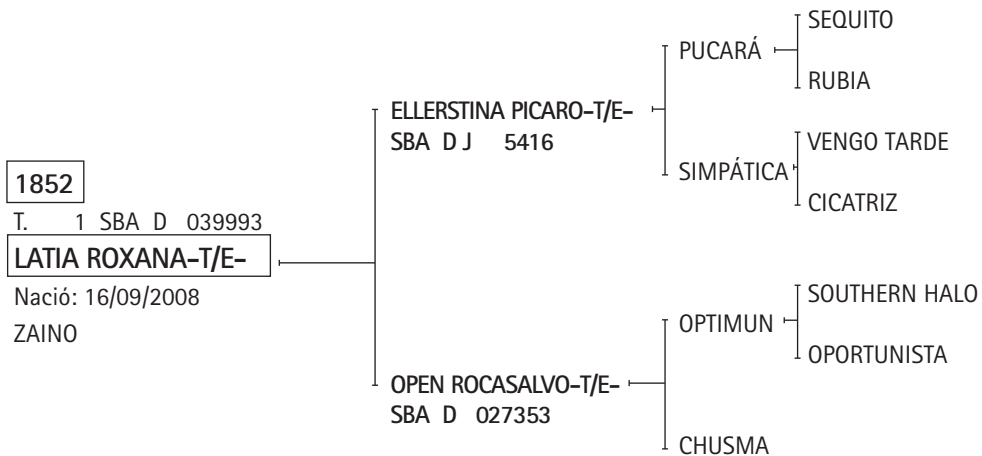 1852
T. 1 SBA D 039993
LATIA ROXANA-T/E-
Nació: 16/09/2008
ZAINO
ELLERSTINA PICARO-T/E-
SBA D J 5416
OPEN ROCASALVO-T/E-
SBA D 027353
PUCARÁ
SIMPÁTICA
OPTIMUN
CHUSMA
SEQUITO
RUBIA
VENGO TARDE
CICATRIZ
SOUTHERN HALO
OPORTUNISTA